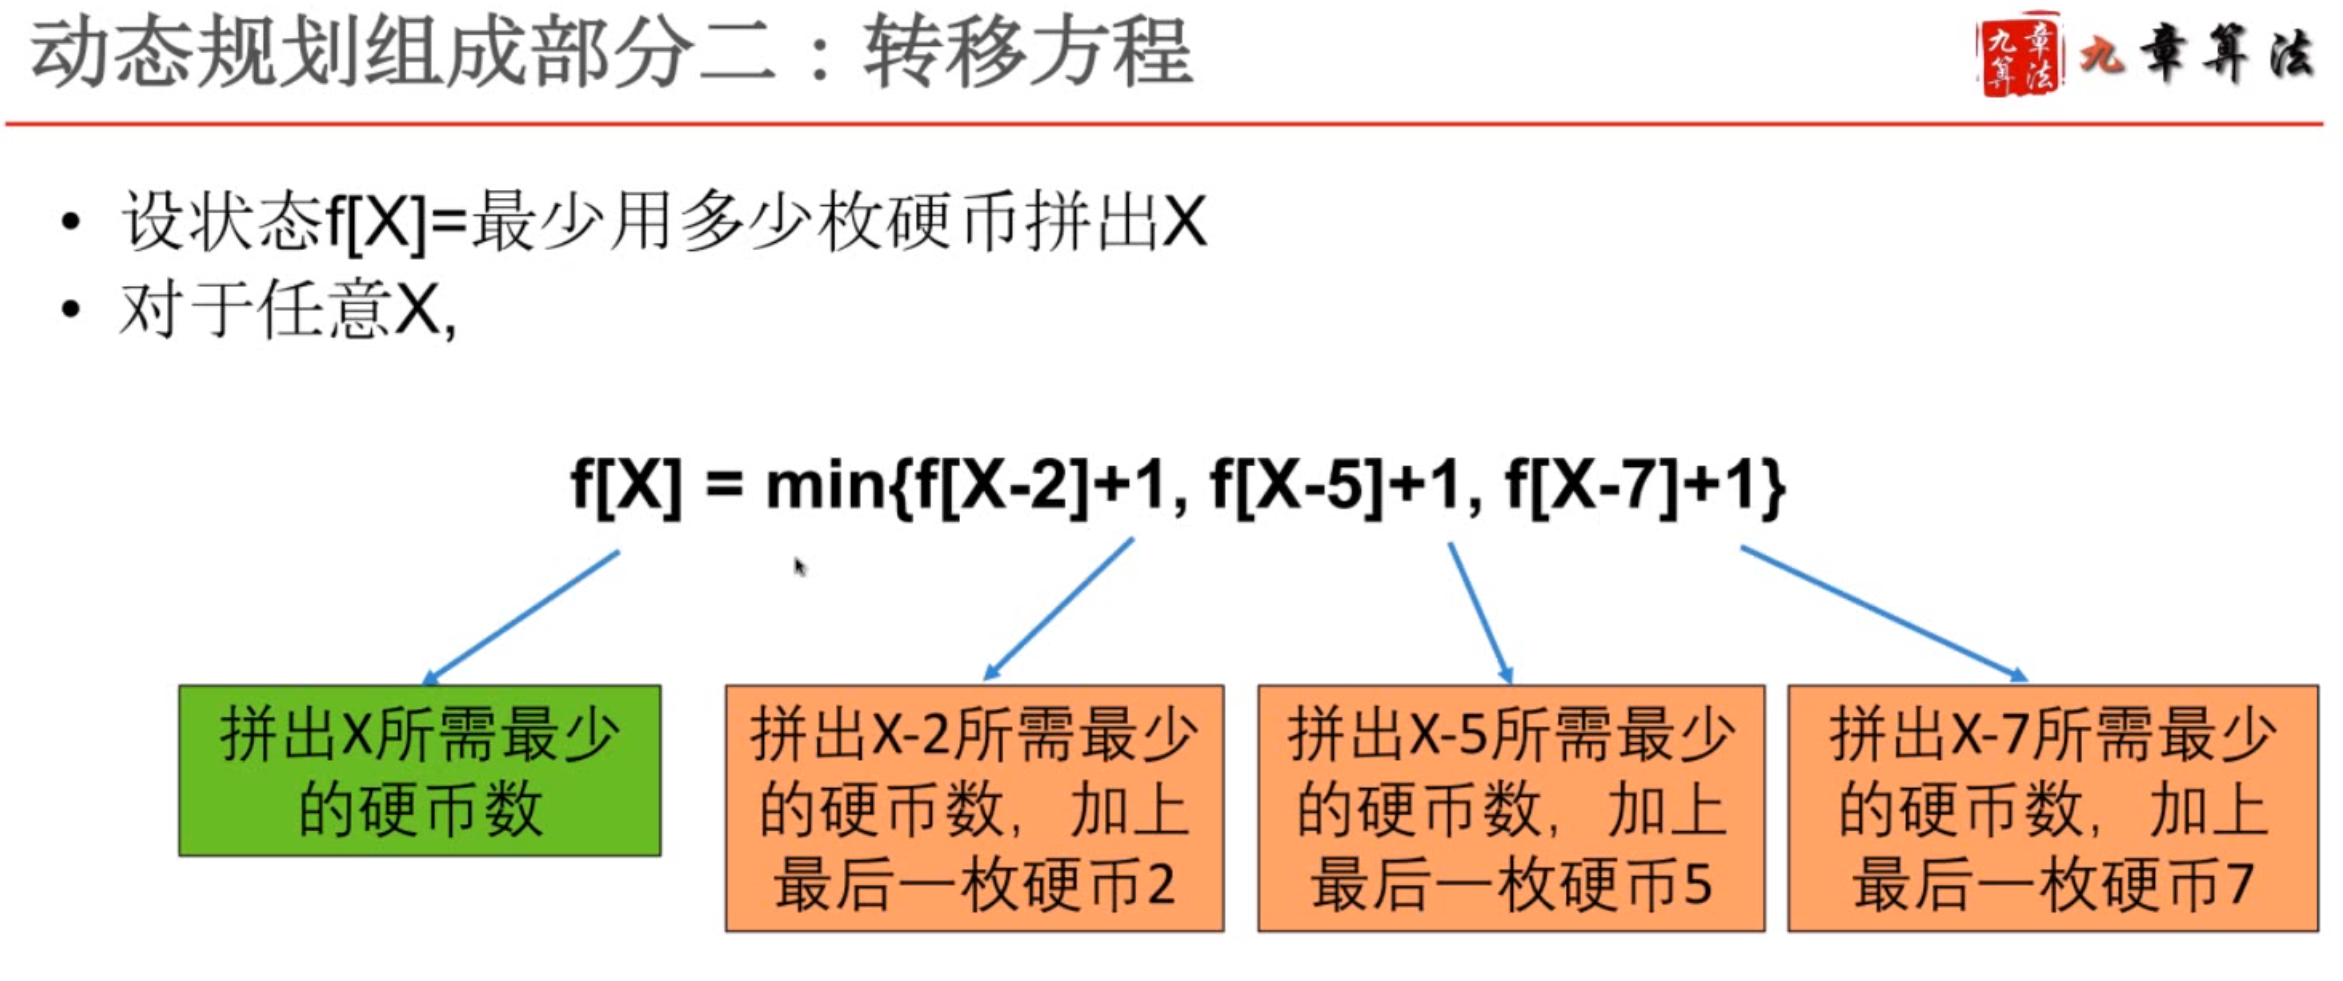 动态规划组成部分二：转移方程
九章算法
九章算法
• 设状态f[X]=最少用多少枚硬币拼出X
• 对于任意X,
f[X] = min{f[X-2]+1, f[X-5]+1, f[X-7]+1}
拼出X所需最少
的硬币数
拼出X-2所需最少
的硬币数，加上
最后一枚硬币2
拼出X-5所需最少
的硬币数，加上
最后一枚硬币5
拼出X-7所需最少
的硬币数，加上
最后一枚硬币7